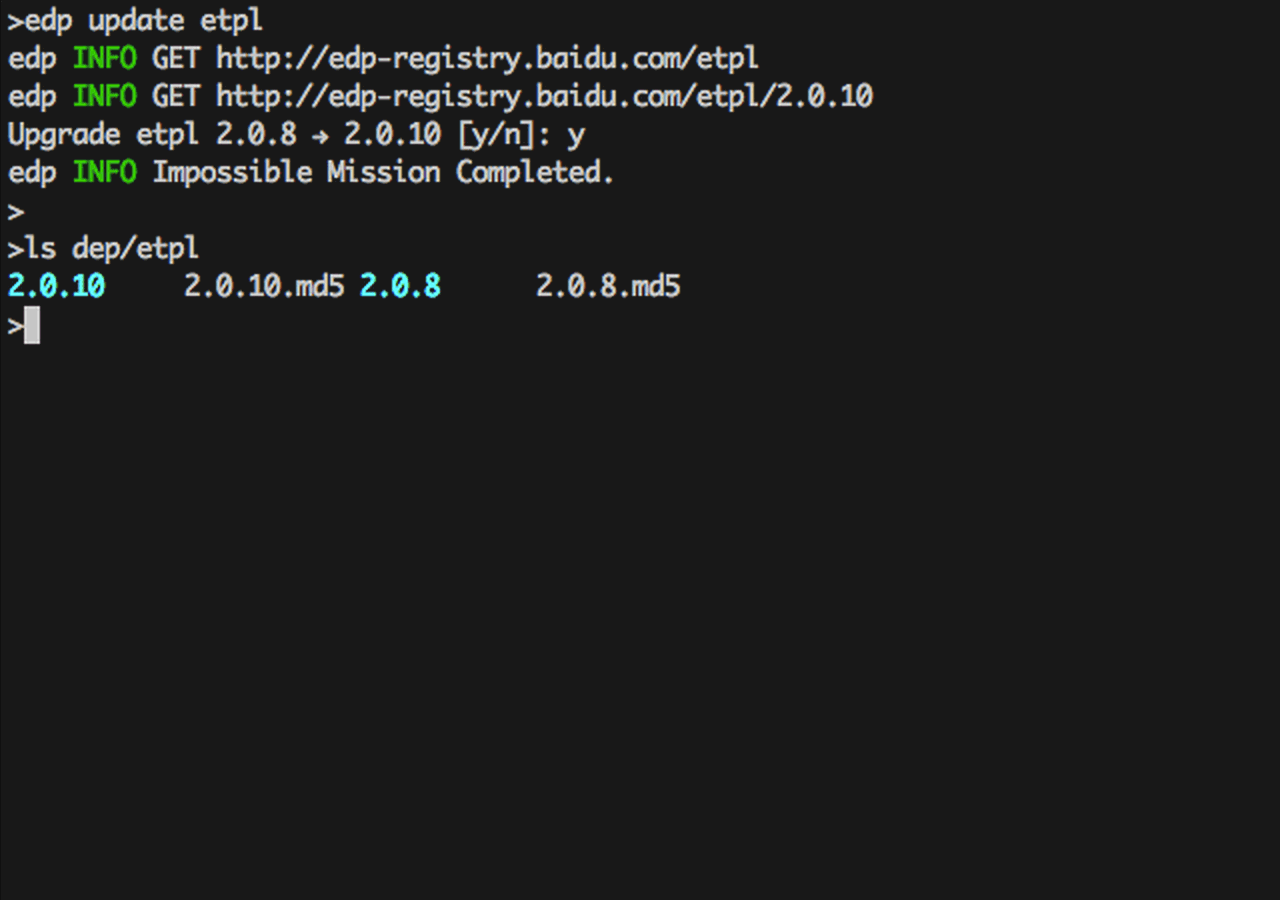 >edp update etpl
edp INFO GET http://edp-registry.baidu.com/etpl
edp INFO GET http://edp-registry.baidu.com/etpl/2.0.10
Upgrade etpl 2.0.8 → 2.0.10 [y/n]: y
edp INFO Impossible Mission Completed.
>
>ls dep/etpl
2.0.10     2.0.10.md5 2.0.8      2.0.8.md5
>